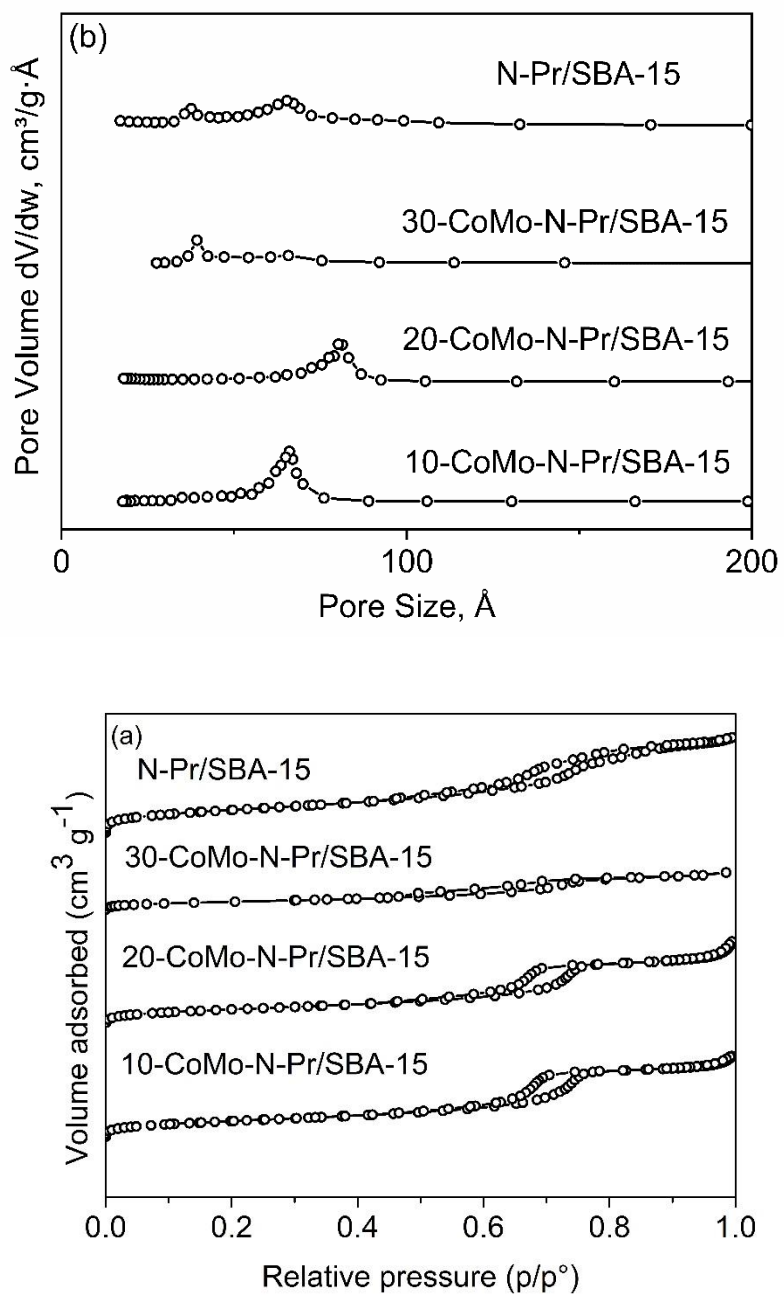 (b)
N-Pr/SBA-15
30-CoMo-N-Pr/SBA-15
20-CoMo-N-Pr/SBA-15
10-CoMo-N-Pr/SBA-15
Pore Volume dV/dw, cm³/g·Å
0 100 200
Pore Size, Å
(a)
N-Pr/SBA-15
30-CoMo-N-Pr/SBA-15
20-CoMo-N-Pr/SBA-15
10-CoMo-N-Pr/SBA-15
Volume adsorbed (cm³ g⁻¹)
0.0 0.2 0.4 0.6 0.8 1.0
Relative pressure (p/p°)